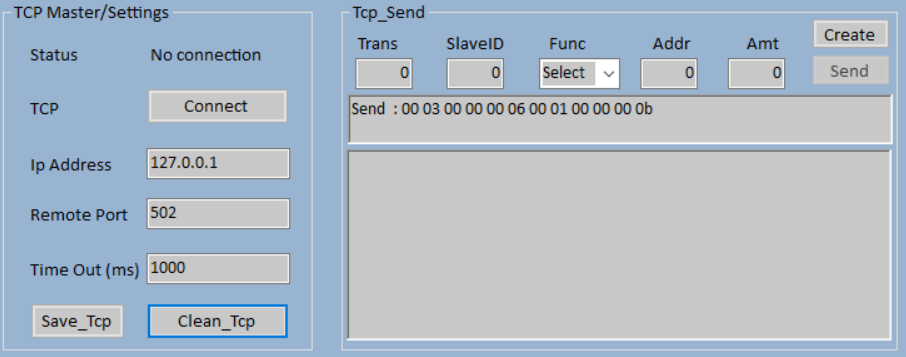 TCP Master/Settings
Status No connection
TCP Connect
Ip Address 127.0.0.1
Remote Port 502
Time Out (ms) 1000
Save_Tcp Clean_Tcp
Tcp_Send
Trans SlaveID Func Addr Amt Create
0 0 Select 0 0 Send
Send : 00 03 00 00 00 06 00 01 00 00 00 0b